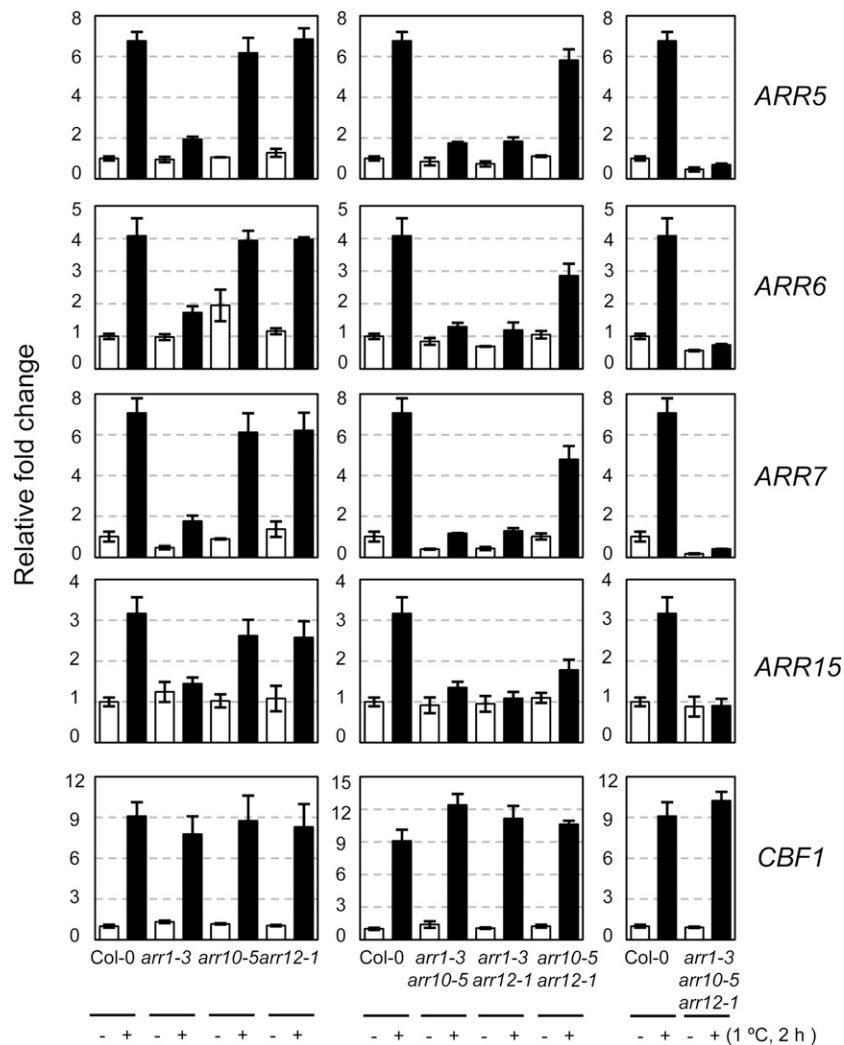 Relative fold change
8 6 4 2 0
8 6 4 2 0
8 6 4 2 0
ARR5
5 4 3 2 1 0
5 4 3 2 1 0
5 4 3 2 1 0
ARR6
8 6 4 2 0
8 6 4 2 0
8 6 4 2 0
ARR7
4 3 2 1 0
4 3 2 1 0
4 3 2 1 0
ARR15
12 9 6 3 0
15 12 9 6 3 0
12 9 6 3 0
CBF1
Col-0 arr1-3 arr10-5 arr12-1
Col-0 arr1-3 arr1-3 arr10-5
arr10-5 arr12-1 arr12-1
Col-0 arr1-3
arr10-5
arr12-1
- + - + - + - +
- + - + - + - +
- + - + (1 ºC, 2 h )